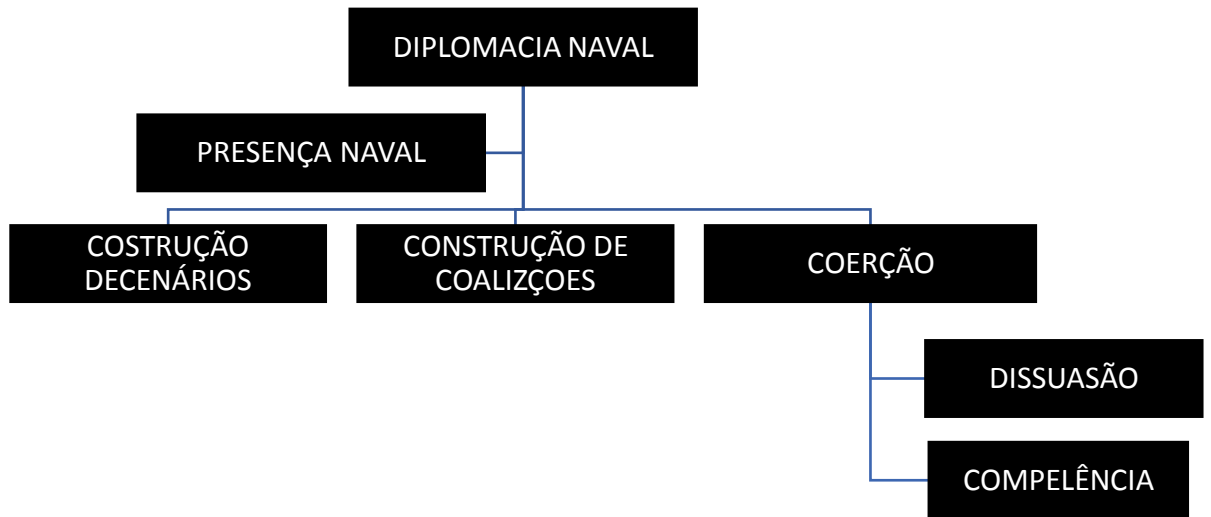 DIPLOMACIA NAVAL
PRESENÇA NAVAL
COSTRUÇÃO
DECENÁRIOS
CONSTRUÇÃO DE
COALIZÇOES
COERÇÃO
DISSUASÃO
COMPELÊNCIA